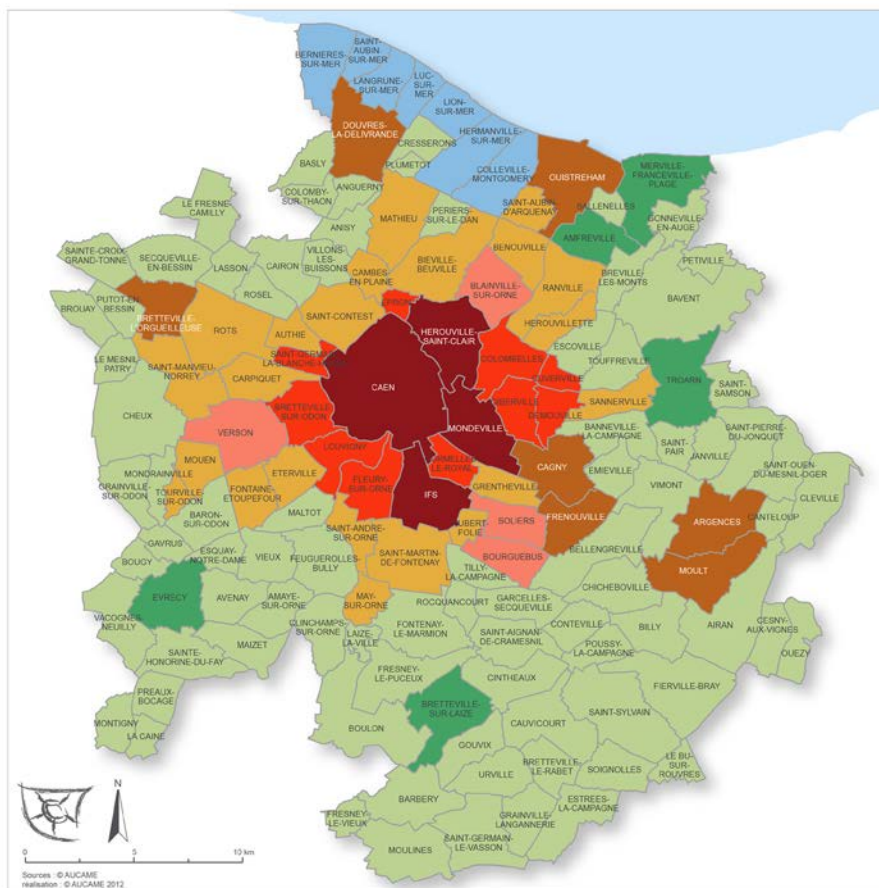 BERNIERES-
SUR-MER
SAINT-
AUBIN-
SUR-MER
LANGRUNE-
SUR-MER
LUC-
SUR-
MER
LION-
SUR-MER
DOUVRES-
LA-DELIVRANDE
CRESSERONS
HERMANVILLE-
SUR-MER
PLUMETOT
COLLEVILLE-
MONTGOMERY
OUISTREHAM
MERVILLE-
FRANCEVILLE-
PLAGE
BASLY
ANGUERNY
COLOMBY-
SUR-THAON
SAINT-AUBIN-
D'ARQUENAY
SALLENELLES
GONNEVILLE-
EN-AUGE
AMFREVILLE
LE FRESNE-
CAMILLY
MATHIEU
PERIERS-
SUR-LE-DAN
ANISY
BENOUVILLE
SAINTE-CROIX-
GRAND-TONNE
SECQUEVILLE-
EN-BESSIN
LASSON
CAIRON
VILLONS-
LES-
BUISSONS
CAMBES-
EN-PLAINE
BIEVILLE-
BEUVILLE
BLAINVILLE-
SUR-ORNE
RANVILLE
BREVILLE-
LES-MONTS
PETIVILLE
BAVENT
BROUAY
PUTOT-EN-
BESSIN
BRETTEVILLE-
L'ORGUEILLEUSE
ROSEL
ROTS
AUTHIE
SAINT-CONTEST
HEROUVILLE-
SAINT-CLAIR
HEROUVILLETTE
ESCOVILLE
TOUFFREVILLE
LE MESNIL-
PATRY
SAINT-MANVIEU-
NORREY
CARPIQUET
CAEN
COLOMBELLES
CUVERVILLE
DEMOUVILLE
SANNERVILLE
TROARN
SAINT-
SAMSON
CHEUX
VERSON
BRETTEVILLE-
SUR-ODON
MONDEVILLE
BANNEVILLE-
LA-CAMPAGNE
SAINT-
PAIR
JANVILLE
SAINT-PIERRE-
DU-JONQUET
MONDRAINVILLE
MOUEN
LOUVIGNY
CAGNY
EMIEVILLE
VIMONT
SAINT-OUEN-
DU-MESNIL-OGER
CLEVILLE
GRAINVILLE-
SUR-ODON
TOURVILLE-
SUR-ODON
FONTAINE-
ETOUPEFOUR
ETERVILLE
FLEURY-
SUR-ORNE
IFS
GRENTHEVILLE
BARON-
SUR-ODON
MALTOT
FRENOUVILLE
ARGENCES
CANTELOUP
SAINT-ANDRE-
SUR-ORNE
SOLIERS
GAVRUS
BOUGY
ESQUAY-
NOTRE-DAME
VIEUX
FEUGUEROLLES-
BULLY
SAINT-MARTIN-
DE-FONTENAY
BOURGUEBUS
TILLY-
LA-CAMPAGNE
BELLENGREVILLE
MOULT
CHICHEBOVILLE
EVRECY
AVENAY
AMAYE-
SUR-ORNE
MAY-
SUR-ORNE
ROCQUANCOURT
GARCELLES-
SECQUEVILLE
VACOGNES-
NEUILLY
MAIZET
CLINCHAMPS-
SUR-ORNE
LAIZE-
LA-VILLE
FONTENAY-
LE-MARMION
SAINT-AIGNAN-
DE-CRAMESNIL
CONTEVILLE
POUSSY-
LA-CAMPAGNE
BILLY
AIRAN
CESNY-
AUX-VIGNES
OUEZY
SAINTE-
HONORINE-DU-FAY
FRESNEY-
LE-PUCEUX
CINTHEAUX
FIERVILLE-BRAY
PREAUX-
BOCAGE
MONTIGNY
LA CAINE
BOULON
BRETTEVILLE-
SUR-LAIZE
CAUVICOURT
SAINT-SYLVAIN
GOUVIX
URVILLE
BRETTEVILLE-
LE-RABET
SOIGNOLLES
LE BU-
SUR-
ROUVRES
BARBERY
FRESNEY-
LE-VIEUX
GRAINVILLE-
LANGANNERIE
ESTREES-
LA-CAMPAGNE
MOULINES
SAINT-GERMAIN-
LE-VASSON
N
0 5 10 km
Sources : © AUCAME
réalisation : © AUCAME 2012